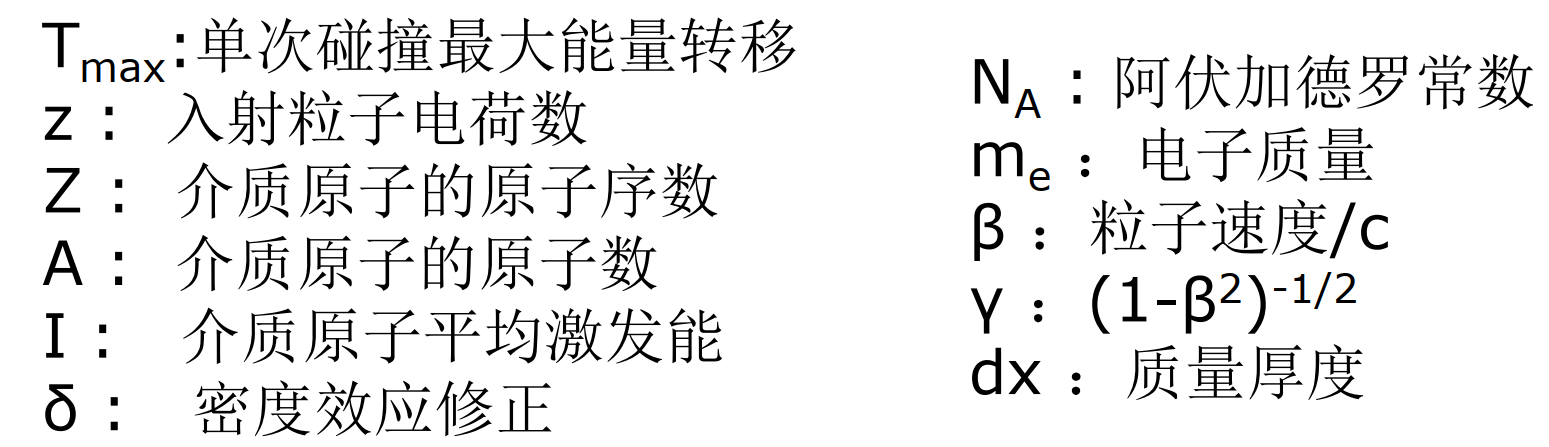 Tmax:单次碰撞最大能量转移
z： 入射粒子电荷数
Z： 介质原子的原子序数
A： 介质原子的原子数
I： 介质原子平均激发能
δ： 密度效应修正
NA：阿伏加德罗常数
me： 电子质量
β：粒子速度/c
γ：(1-β²)-1/2
dx：质量厚度